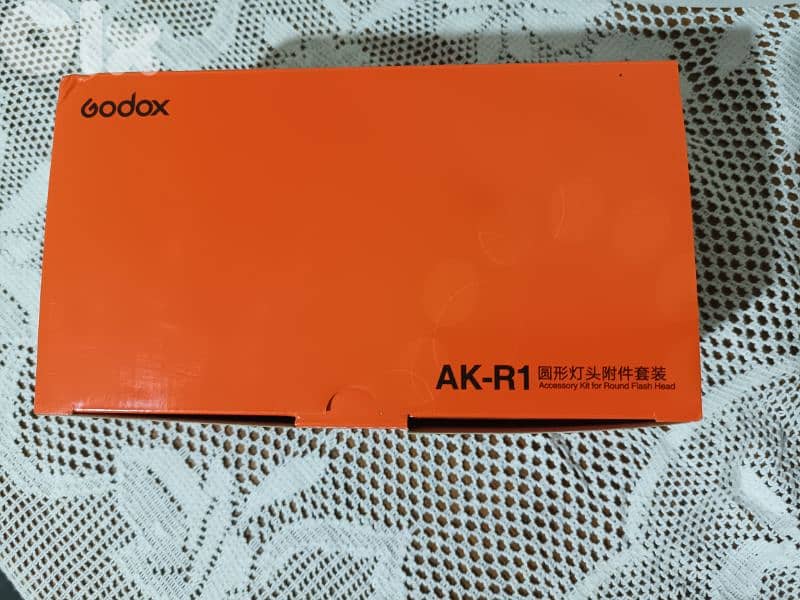 Godox
AK-R1 圆形灯头附件套装
Accessory Kit for Round Flash Head